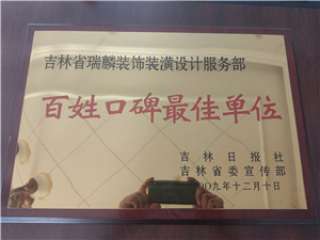 吉林省瑞麟装饰装潢设计服务部
百姓口碑最佳单位
吉林日报社
吉林省委宣传部
〇九年十二月十日